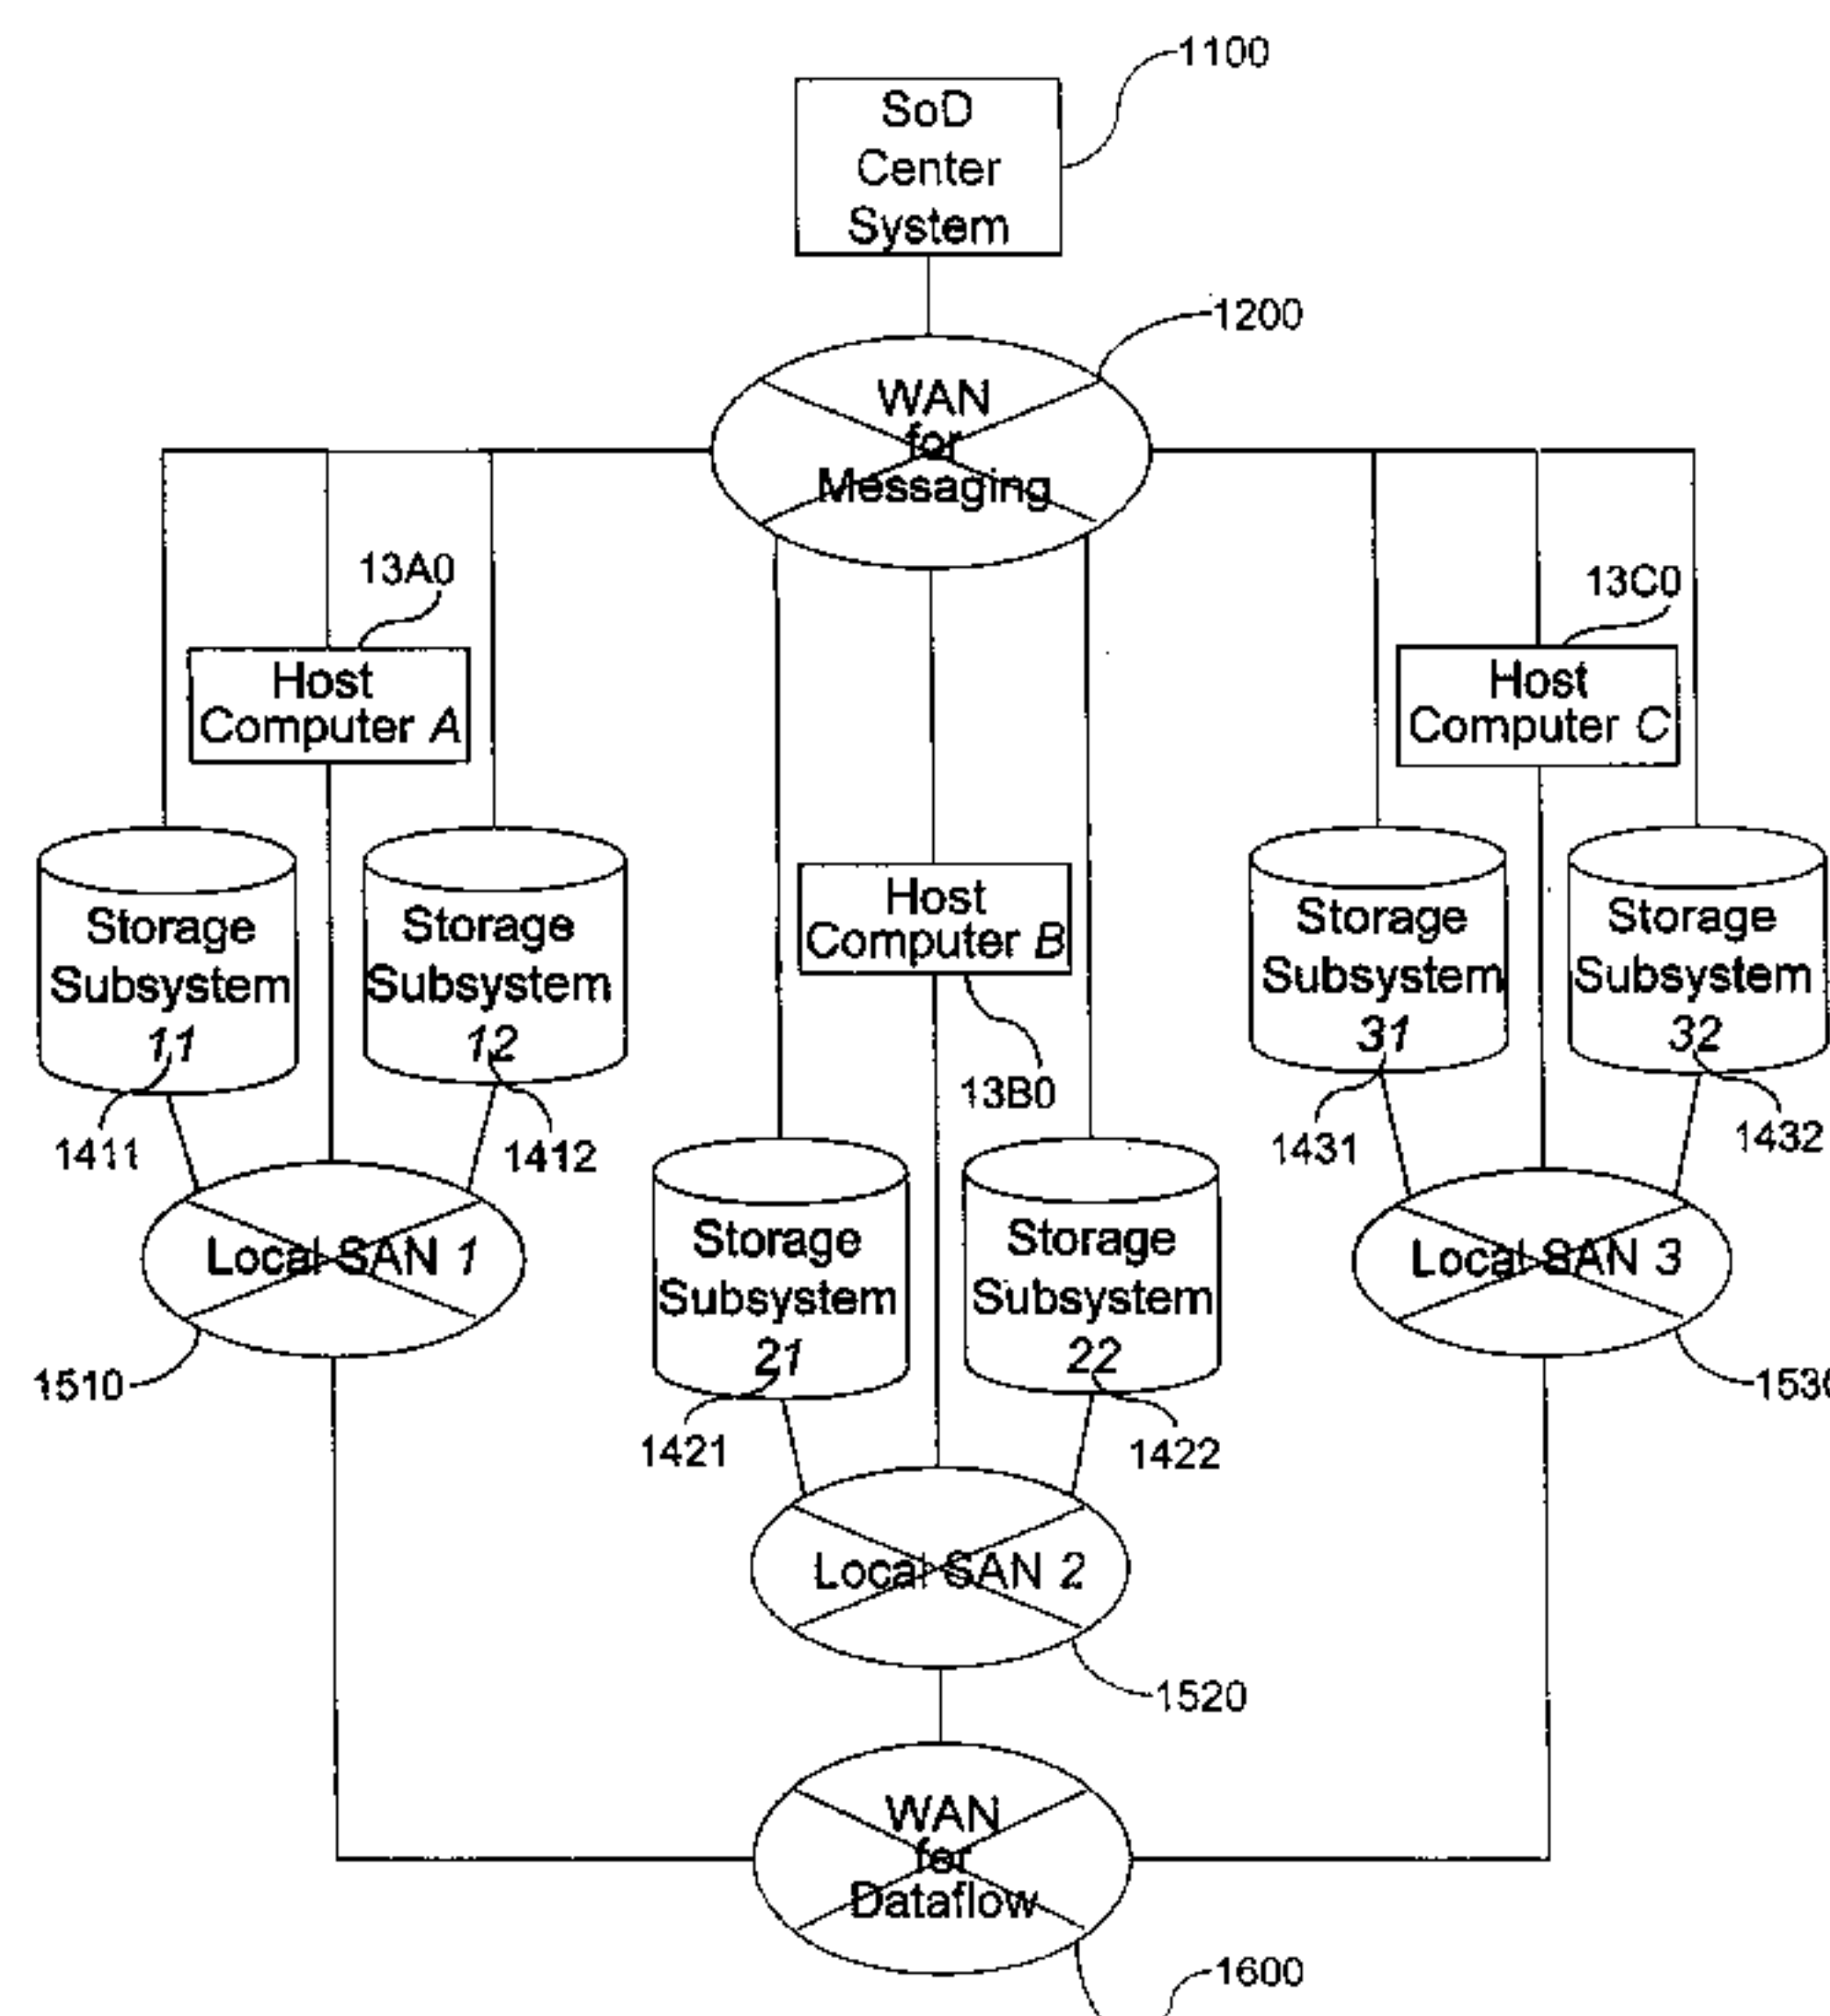 1100
SoD
Center
System
1200
WAN
for
Messaging
13A0
13C0
Host
Computer A
Host
Computer C
Storage
Subsystem
11
Storage
Subsystem
12
Host
Computer B
Storage
Subsystem
31
Storage
Subsystem
32
13B0
1411
1412
1431
1432
Local SAN 1
Storage
Subsystem
21
Storage
Subsystem
22
Local SAN 3
1510
1421
1422
Local SAN 2
1520
WAN
for
Dataflow
1600